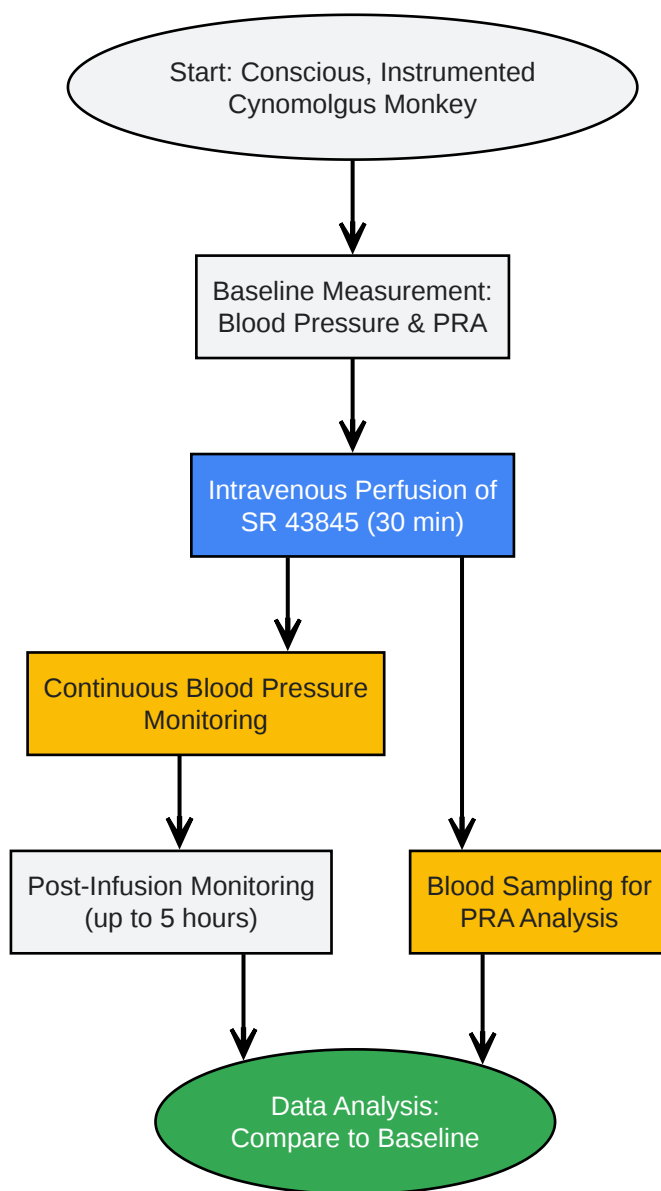 Start: Conscious, Instrumented
Cynomolgus Monkey
Baseline Measurement:
Blood Pressure & PRA
Intravenous Perfusion of
SR 43845 (30 min)
Continuous Blood Pressure
Monitoring
Post-Infusion Monitoring
(up to 5 hours)
Blood Sampling for
PRA Analysis
Data Analysis:
Compare to Baseline